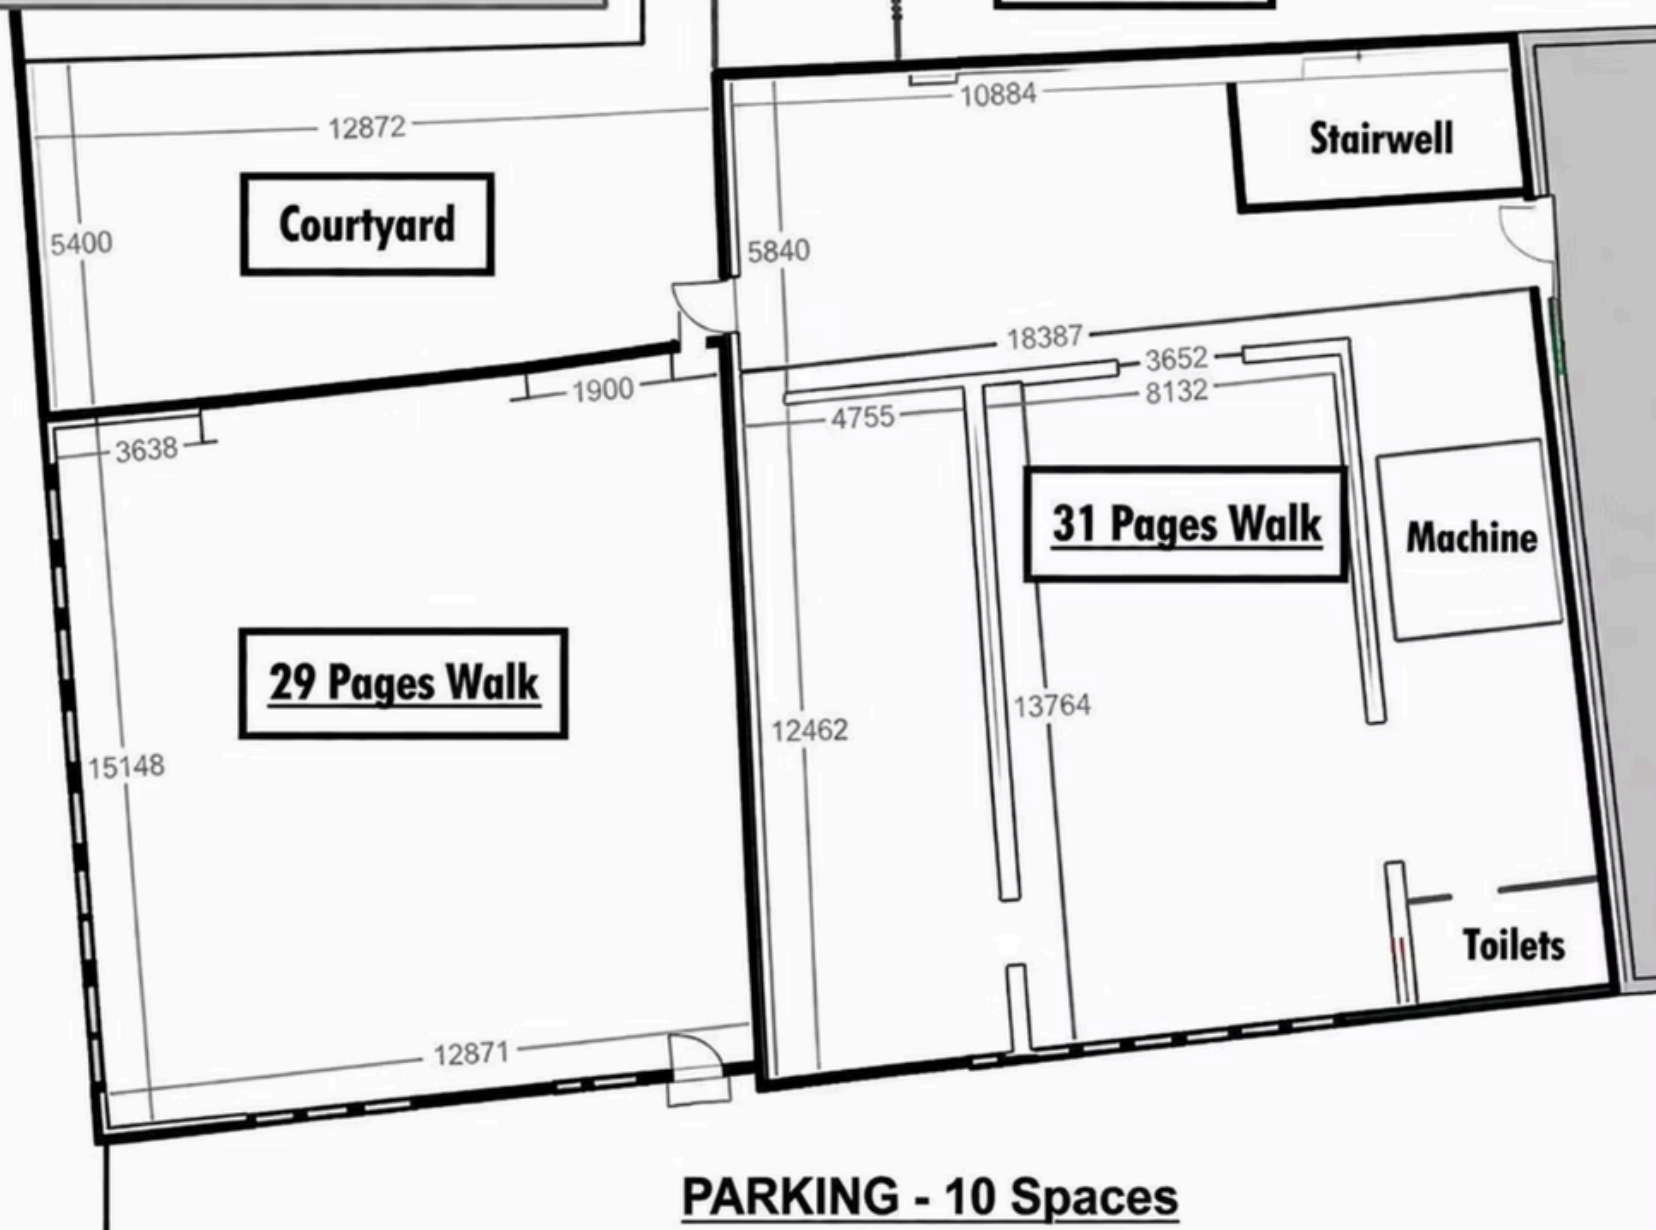 10884
Stairwell
12872
Courtyard
5400
5840
18387
3652
1900
8132
4755
3638
31 Pages Walk
Machine
29 Pages Walk
13764
12462
15148
Toilets
12871
PARKING - 10 Spaces